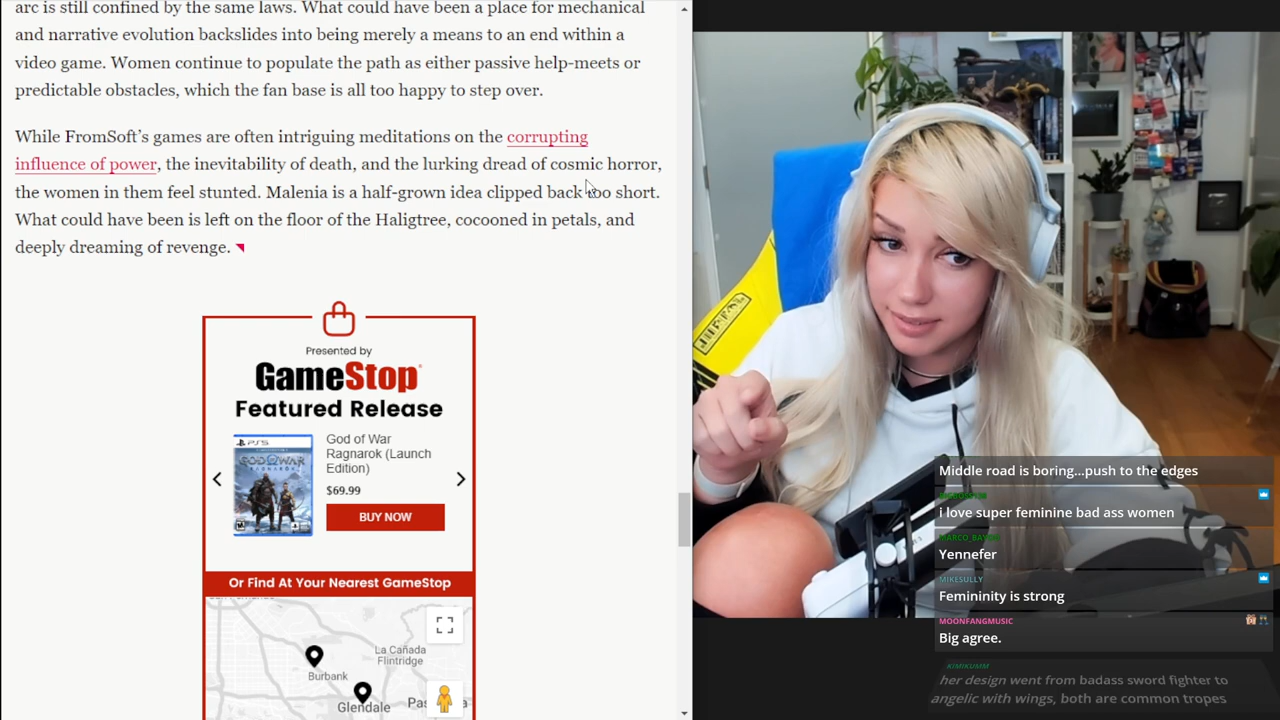 arc is still confined by the same laws. What could have been a place for mechanical
and narrative evolution backslides into being merely a means to an end within a
video game. Women continue to populate the path as either passive help-meets or
predictable obstacles, which the fan base is all too happy to step over.
While FromSoft’s games are often intriguing meditations on the corrupting
influence of power, the inevitability of death, and the lurking dread of cosmic horror,
the women in them feel stunted. Malenia is a half-grown idea clipped back too short.
What could have been is left on the floor of the Haligtree, cocooned in petals, and
deeply dreaming of revenge.
Presented by
GameStop
Featured Release
God of War
Ragnarok (Launch
Edition)
$69.99
BUY NOW
Or Find At Your Nearest GameStop
La Cañada
Flintridge
Burbank
Glendale
Middle road is boring...push to the edges
i love super feminine bad ass women
Yennefer
MIKESULLY
Femininity is strong
MOONFANGMUSIC
Big agree.
KIMIKUMM
her design went from badass sword fighter to
angelic with wings, both are common tropes